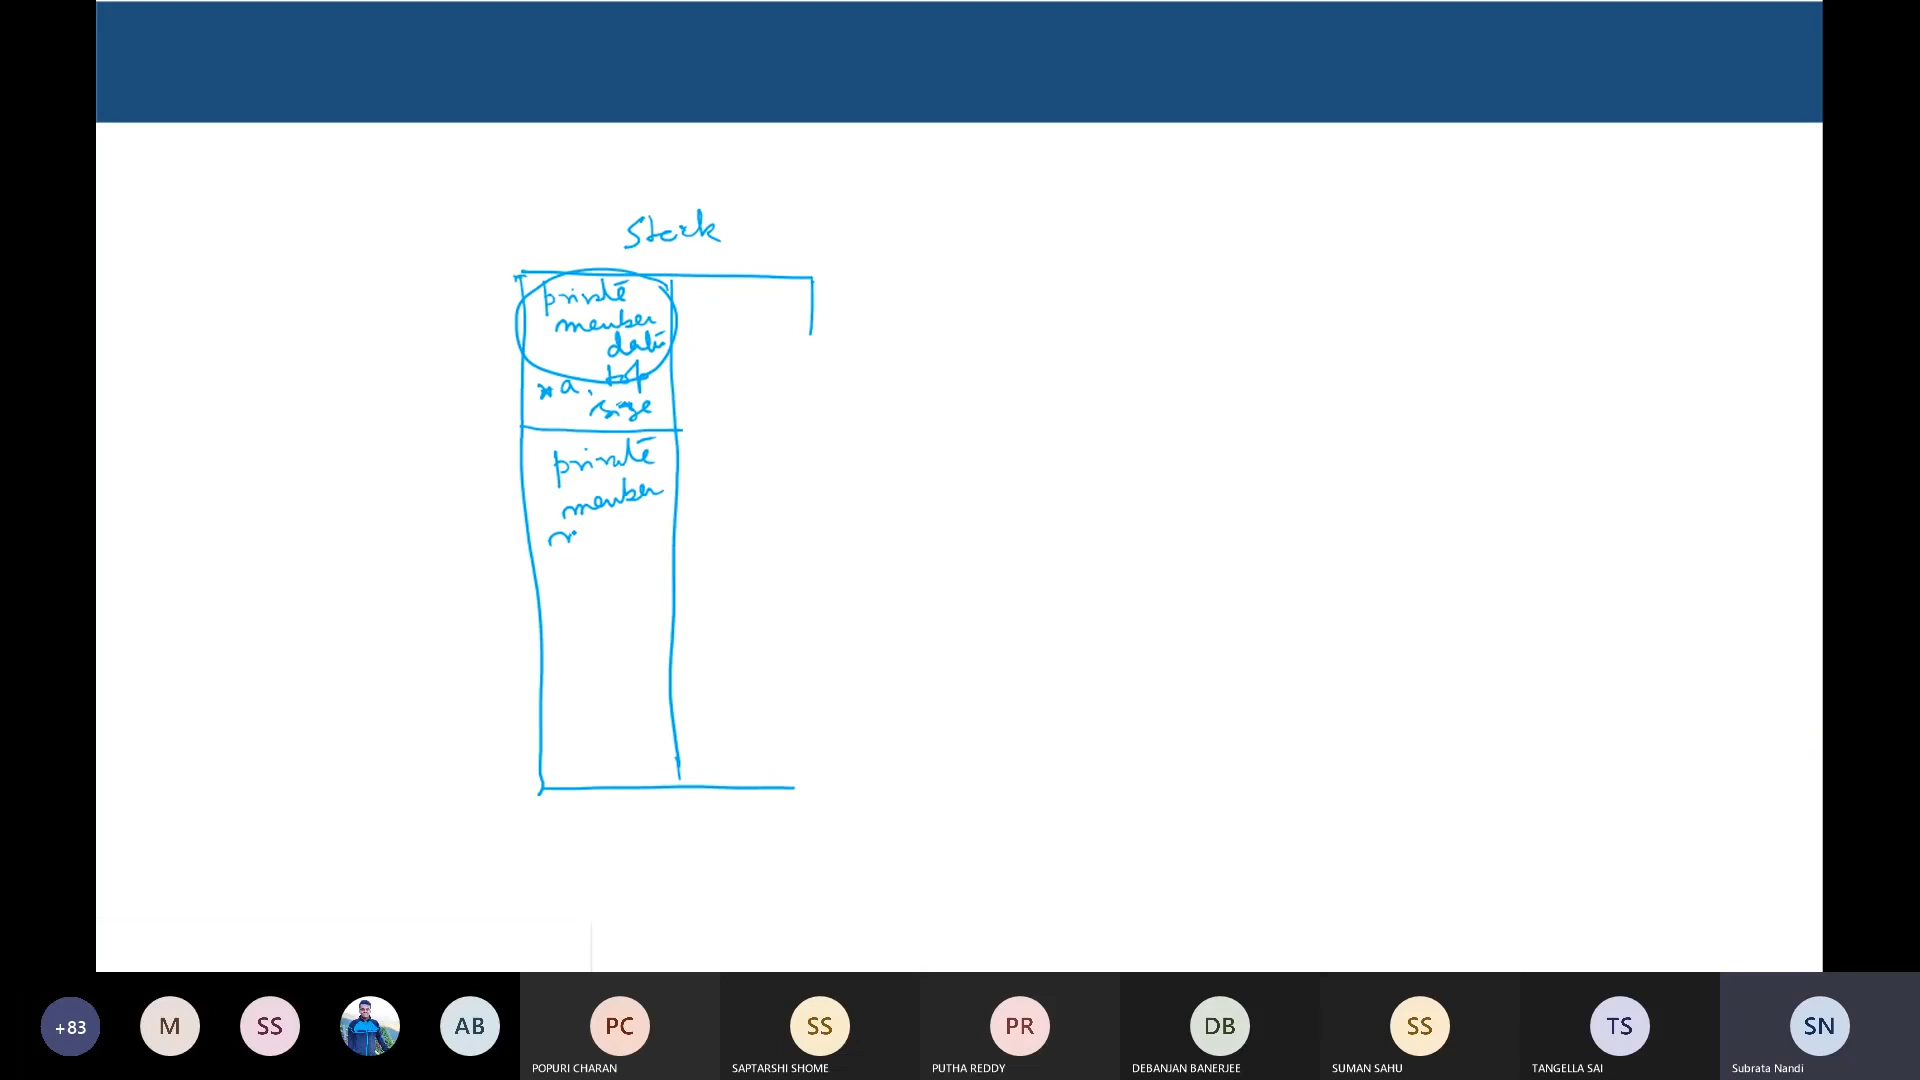 Stack
private
member
data
*a, top
size
private
member
+83
M
SS
AB
PC
SS
PR
DB
SS
TS
SN
POPURI CHARAN
SAPTARSHI SHOME
PUTHA REDDY
DEBANJAN BANERJEE
SUMAN SAHU
TANGELLA SAI
Subrata Nandi